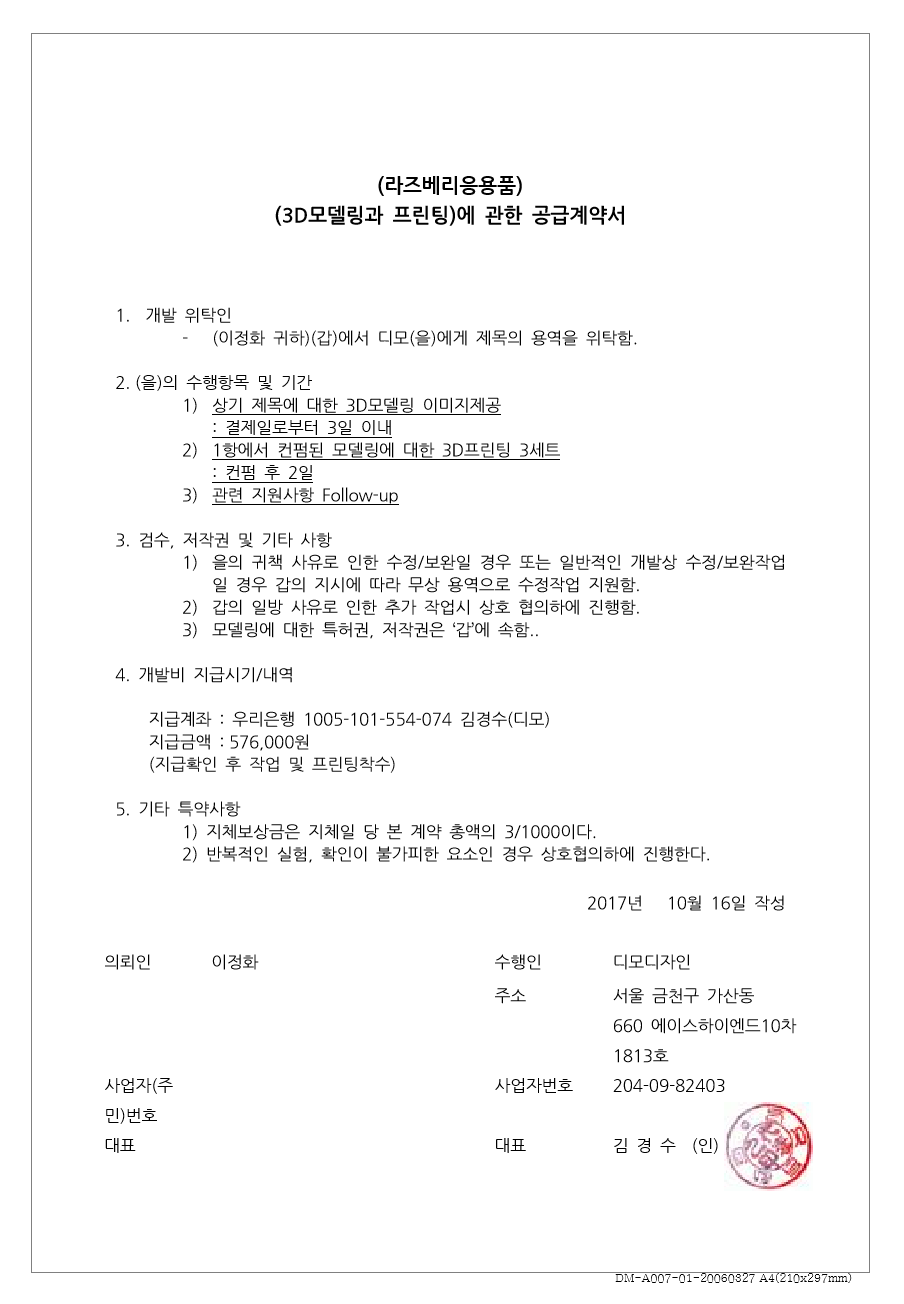 (라즈베리응용품)
(3D모델링과 프린팅)에 관한 공급계약서
1. 개발 위탁인
- (이정화 귀하)(갑)에서 디모(을)에게 제목의 용역을 위탁함.
2. (을)의 수행항목 및 기간
1) 상기 제목에 대한 3D모델링 이미지제공
: 결제일로부터 3일 이내
2) 1항에서 컨펌된 모델링에 대한 3D프린팅 3세트
: 컨펌 후 2일
3) 관련 지원사항 Follow-up
3. 검수, 저작권 및 기타 사항
1) 을의 귀책 사유로 인한 수정/보완일 경우 또는 일반적인 개발상 수정/보완작업
일 경우 갑의 지시에 따라 무상 용역으로 수정작업 지원함.
2) 갑의 일방 사유로 인한 추가 작업시 상호 협의하에 진행함.
3) 모델링에 대한 특허권, 저작권은 ‘갑’에 속함..
4. 개발비 지급시기/내역
지급계좌 : 우리은행 1005-101-554-074 김경수(디모)
지급금액 : 576,000원
(지급확인 후 작업 및 프린팅착수)
5. 기타 특약사항
1) 지체보상금은 지체일 당 본 계약 총액의 3/1000이다.
2) 반복적인 실험, 확인이 불가피한 요소인 경우 상호협의하에 진행한다.
2017년 10월 16일 작성
의뢰인 이정화 수행인 디모디자인
주소 서울 금천구 가산동
660 에이스하이엔드10차
1813호
사업자(주 사업자번호 204-09-82403
민)번호
대표 대표 김 경 수 (인)
DM-A007-01-20060327 A4(210x297mm)